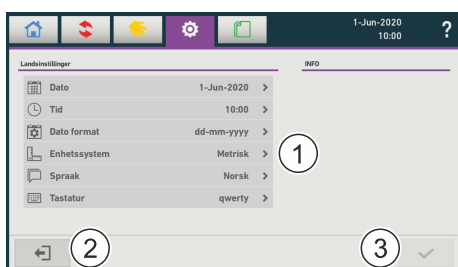 1-Jun-2020
10:00
?
Landsinstillinger
INFO
Dato 1-Jun-2020 >
Tid 10:00 >
Dato format dd-mm-yyyy >
Enhetssystem Metrisk >
Spraak Norsk >
Tastatur qwerty >
1
2
3